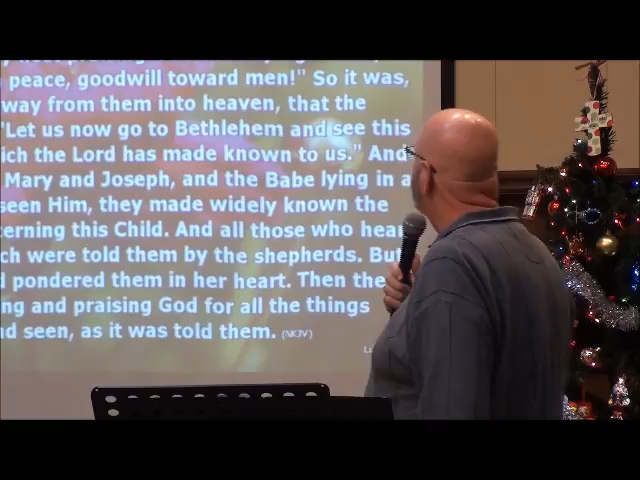 peace, goodwill toward men!" So it was,
way from them into heaven, that the
"Let us now go to Bethlehem and see this
ich the Lord has made known to us." And
Mary and Joseph, and the Babe lying in a
seen Him, they made widely known the
cerning this Child. And all those who hear
ch were told them by the shepherds. But
d pondered them in her heart. Then the
ng and praising God for all the things
nd seen, as it was told them. (NKJV)